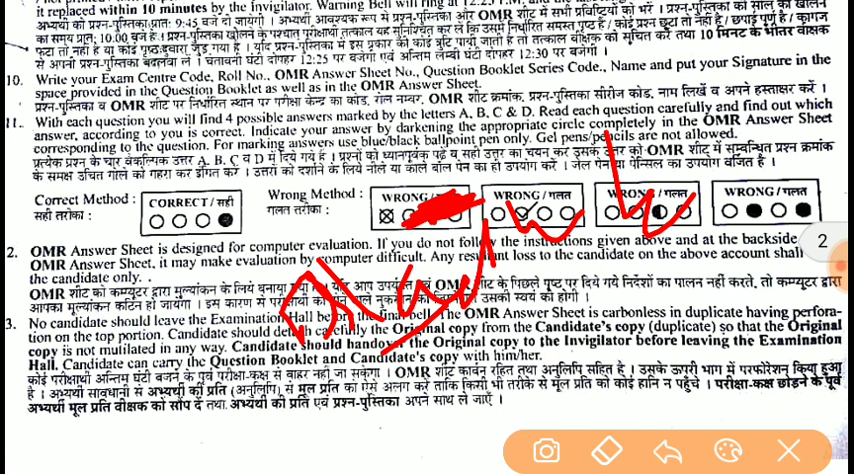 it replaced within 10 minutes by the Invigilator. Warning Bell will ring at 12:25 P.M. and the
अभ्यर्थी को प्रश्न-पुस्तिका प्रातः 9:45 बजे दी जायेगी । अभ्यर्थी आवश्यक रूप से प्रश्न-पुस्तिका और OMR शीट में सभी प्रविष्टियों को भरें । प्रश्न-पुस्तिका की सील को खोलने
का समय प्रातः 10:00 बजे है । प्रश्न-पुस्तिका खोलने के पश्चात् परीक्षार्थी तत्काल यह सुनिश्चित कर लें कि उसमें निर्धारित समस्त पृष्ठ हैं / कोई प्रश्न छूटा तो नहीं है / छपाई पूर्ण है / कागज
फटा तो नहीं है या कोई पृष्ठ दुबारा जुड़ गया है । यदि प्रश्न-पुस्तिका में इस प्रकार की कोई त्रुटि पायी जाती है तो तत्काल वीक्षक को सूचित करें तथा 10 मिनट के भीतर वीक्षक
से अपनी प्रश्न-पुस्तिका बदलवा लें । चेतावनी घंटी दोपहर 12:25 पर बजेगी एवं अन्तिम लम्बी घंटी दोपहर 12:30 पर बजेगी ।
10. Write your Exam Centre Code, Roll No., OMR Answer Sheet No., Question Booklet Series Code., Name and put your Signature in the
space provided in the Question Booklet as well as in the OMR Answer Sheet.
प्रश्न-पुस्तिका व OMR शीट पर निर्धारित स्थान पर परीक्षा केन्द्र का कोड, रोल नम्बर, OMR शीट क्रमांक, प्रश्न-पुस्तिका सीरीज कोड, नाम लिखें व अपने हस्ताक्षर करें ।
11. With each question you will find 4 possible answers marked by the letters A, B, C & D. Read each question carefully and find out which
answer, according to you is correct. Indicate your answer by darkening the appropriate circle completely in the OMR Answer Sheet
corresponding to the question. For marking answers use blue/black ballpoint pen only. Gel pens/pencils are not allowed.
प्रत्येक प्रश्न के चार वैकल्पिक उत्तर A, B, C व D में दिये गये हैं । प्रश्नों को ध्यानपूर्वक पढ़ें व सही उत्तर का चयन कर उसके उत्तर को OMR शीट में सम्बन्धित प्रश्न क्रमांक
के समक्ष उचित गोले को गहरा कर इंगित करें । उत्तरों को दर्शाने के लिये नीले या काले बॉल पेन का ही उपयोग करें । जेल पेन या पेन्सिल का उपयोग वर्जित है ।
Correct Method : CORRECT / सही Wrong Method : WRONG / WRONG / गलत WRONG / गलत WRONG / गलत
सही तरीका : गलत तरीका :
2. OMR Answer Sheet is designed for computer evaluation. If you do not follow the instructions given above and at the backside
OMR Answer Sheet, it may make evaluation by computer difficult. Any resultant loss to the candidate on the above account shall
the candidate only. .
OMR शीट को कम्प्यूटर द्वारा मूल्यांकन के लिये बनाया गया है । यदि आप उपर्युक्त एवं OMR शीट के पिछले पृष्ठ पर दिये गये निर्देशों का पालन नहीं करते, तो कम्प्यूटर द्वारा
आपका मूल्यांकन कठिन हो जायेगा । इस कारण से परीक्षार्थी को होने वाले नुकसान की जिम्मेदारी उसकी स्वयं की होगी ।
3. No candidate should leave the Examination Hall before the final bell. The OMR Answer Sheet is carbonless in duplicate having perfora-
tion on the top portion. Candidate should detach carefully the Original copy from the Candidate's copy (duplicate) so that the Original
copy is not mutilated in any way. Candidate should handover the Original copy to the Invigilator before leaving the Examination
Hall. Candidate can carry the Question Booklet and Candidate's copy with him/her.
कोई परीक्षार्थी अन्तिम घंटी बजने के पूर्व परीक्षा-कक्ष से बाहर नहीं जा सकेगा । OMR शीट कार्बन रहित तथा अनुलिपि सहित है । उसके ऊपरी भाग में परफोरेशन किया हुआ
है । अभ्यर्थी सावधानी से अभ्यर्थी की प्रति (अनुलिपि) से मूल प्रति को ऐसे अलग करें ताकि किसी भी तरीके से मूल प्रति को कोई हानि न पहुँचे । परीक्षा-कक्ष छोड़ने के पूर्व
अभ्यर्थी मूल प्रति वीक्षक को सौंप दें तथा अभ्यर्थी की प्रति एवं प्रश्न-पुस्तिका अपने साथ ले जाएँ ।
2